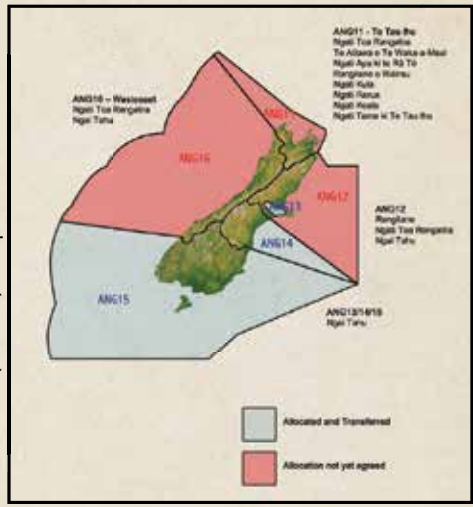 ANG11 - Te Tau Ihu
Ngati Toa Rangatira
Te Atiawa o Te Waka-a-Maui
Ngati Apa ki te Rā Tō
Rangitane o Wairau
Ngati Kuia
Ngati Rarua
Ngati Koata
Ngati Tama ki Te Tau Ihu
ANG16 – Westcoast
Ngati Toa Rangatira
Ngai Tahu
ANG11
ANG16
ANG12
ANG13
ANG14
ANG15
ANG12
Rangitane
Ngati Toa Rangatira
Ngai Tahu
ANG13/14/15
Ngai Tahu
Allocated and Transferred
Allocation not yet agreed